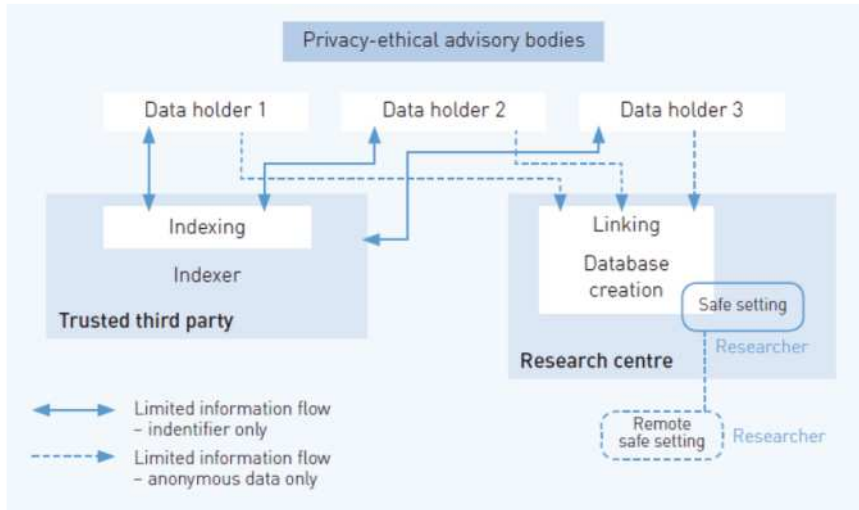 Privacy-ethical advisory bodies
Data holder 1
Data holder 2
Data holder 3
Indexing
Indexer
Trusted third party
Linking
Database
creation
Safe setting
Researcher
Research centre
Remote
safe setting
Researcher
Limited information flow
– indentifier only
Limited information flow
– anonymous data only